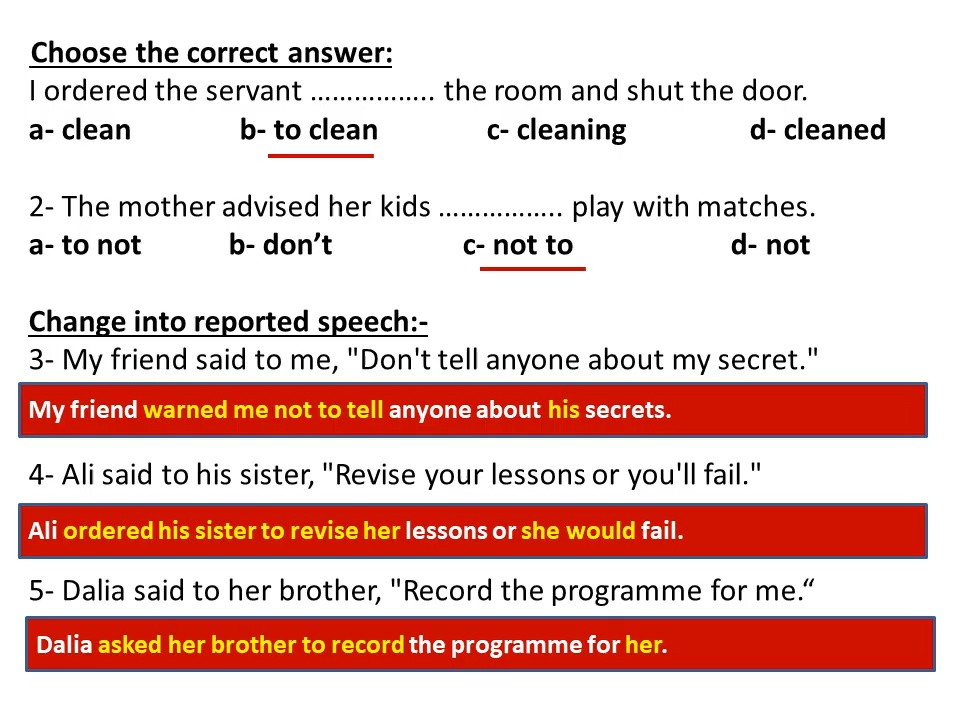 Choose the correct answer:
I ordered the servant …………….. the room and shut the door.
a- clean b- to clean c- cleaning d- cleaned
2- The mother advised her kids …………….. play with matches.
a- to not b- don’t c- not to d- not
Change into reported speech:-
3- My friend said to me, "Don't tell anyone about my secret."
My friend warned me not to tell anyone about his secrets.
4- Ali said to his sister, "Revise your lessons or you'll fail."
Ali ordered his sister to revise her lessons or she would fail.
5- Dalia said to her brother, "Record the programme for me.“
Dalia asked her brother to record the programme for her.